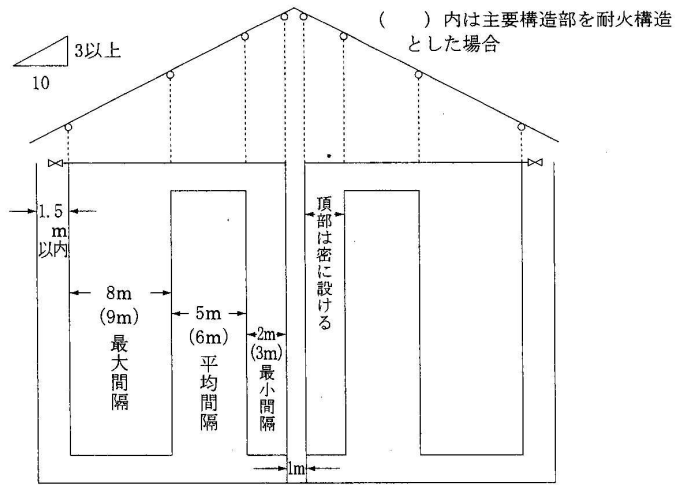 (　　)内は主要構造部を耐火構造
とした場合
3以上
10
1.5
m
以内
8m
(9m)
最大間隔
5m
(6m)
平均間隔
2m
(3m)
最小間隔
頂部は密に設ける
1m